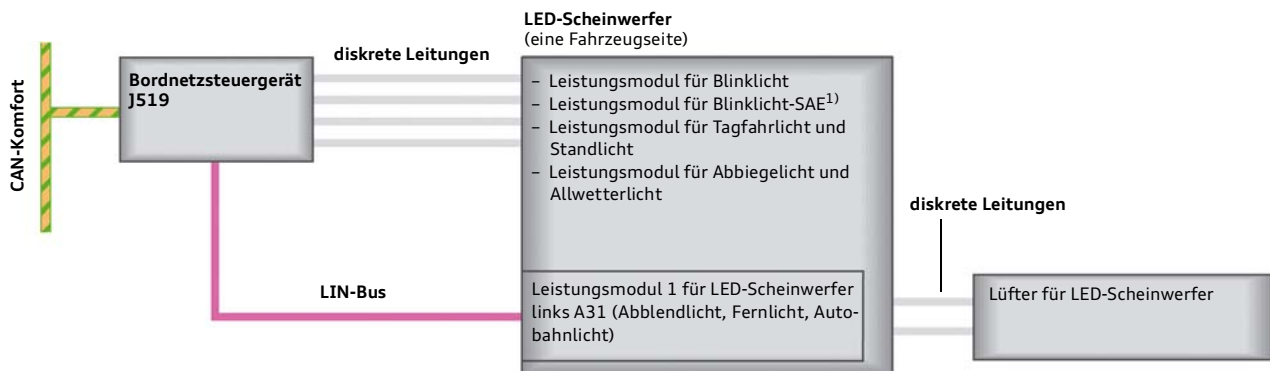 LED-Scheinwerfer
(eine Fahrzeugseite)
diskrete Leitungen
CAN-Komfort
Bordnetzsteuergerät
J519
– Leistungsmodul für Blinklicht
– Leistungsmodul für Blinklicht-SAE1)
– Leistungsmodul für Tagfahrlicht und
Standlicht
– Leistungsmodul für Abbiegelicht und
Allwetterlicht
diskrete Leitungen
LIN-Bus
Leistungsmodul 1 für LED-Scheinwerfer
links A31 (Abblendlicht, Fernlicht, Auto-
bahnlicht)
Lüfter für LED-Scheinwerfer